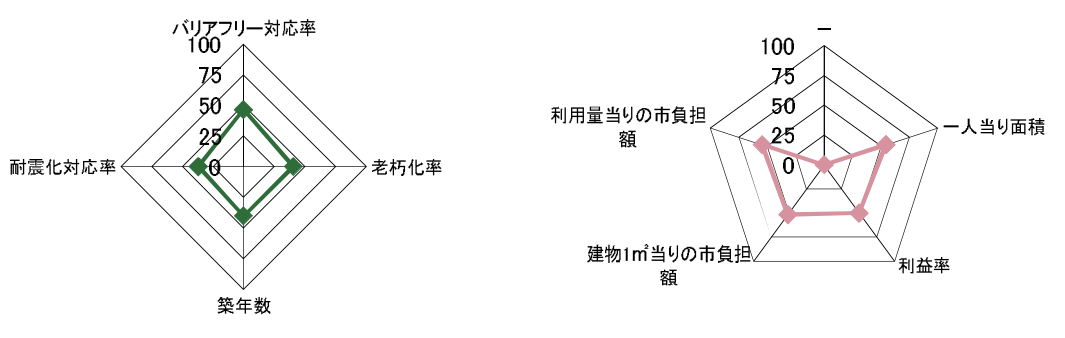 バリアフリー対応率
100
75
50
25
0
耐震化対応率
老朽化率
築年数
ー
100
75
50
25
0
利用量当りの市負担
額
一人当り面積
建物1㎡当りの市負担
額
利益率